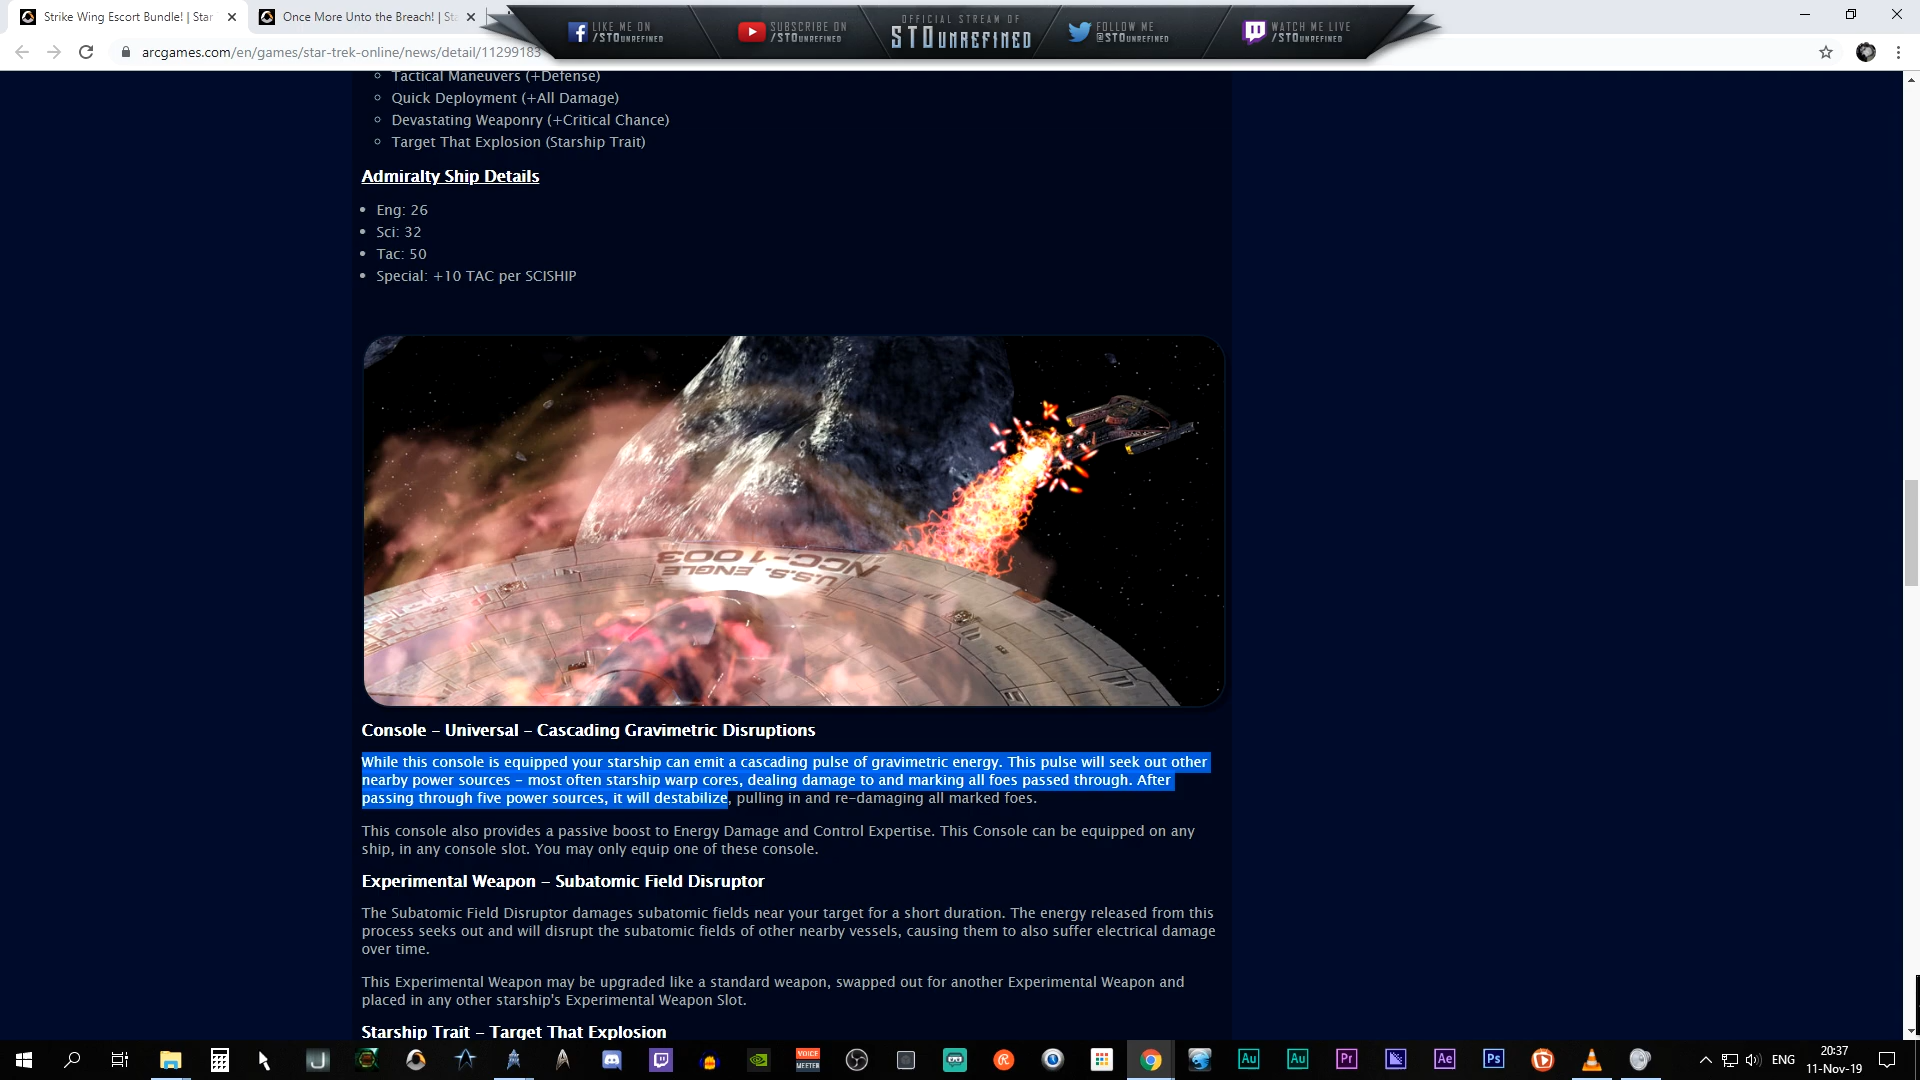 Strike Wing Escort Bundle! | Star
Once More Unto the Breach! | Sta
LIKE ME ON
/STOUNREFINED
SUBSCRIBE ON
/STOUNREFINED
OFFICIAL STREAM OF
STOUNREFINED
FOLLOW ME
@STOUNREFINED
WATCH ME LIVE
/STOUNREFINED
arcgames.com/en/games/star-trek-online/news/detail/11299183
Tactical Maneuvers (+Defense)
Quick Deployment (+All Damage)
Devastating Weaponry (+Critical Chance)
Target That Explosion (Starship Trait)
Admiralty Ship Details
Eng: 26
Sci: 32
Tac: 50
Special: +10 TAC per SCISHIP
NCC-1003
U.S.S. ENGLE
Console – Universal – Cascading Gravimetric Disruptions
While this console is equipped your starship can emit a cascading pulse of gravimetric energy. This pulse will seek out other
nearby power sources – most often starship warp cores, dealing damage to and marking all foes passed through. After
passing through five power sources, it will destabilize, pulling in and re-damaging all marked foes.
This console also provides a passive boost to Energy Damage and Control Expertise. This Console can be equipped on any
ship, in any console slot. You may only equip one of these console.
Experimental Weapon – Subatomic Field Disruptor
The Subatomic Field Disruptor damages subatomic fields near your target for a short duration. The energy released from this
process seeks out and will disrupt the subatomic fields of other nearby vessels, causing them to also suffer electrical damage
over time.
This Experimental Weapon may be upgraded like a standard weapon, swapped out for another Experimental Weapon and
placed in any other starship's Experimental Weapon Slot.
Starship Trait – Target That Explosion
VOICE
MEETER
Au
Au
Pr
Ae
Ps
ENG
20:37
11-Nov-19